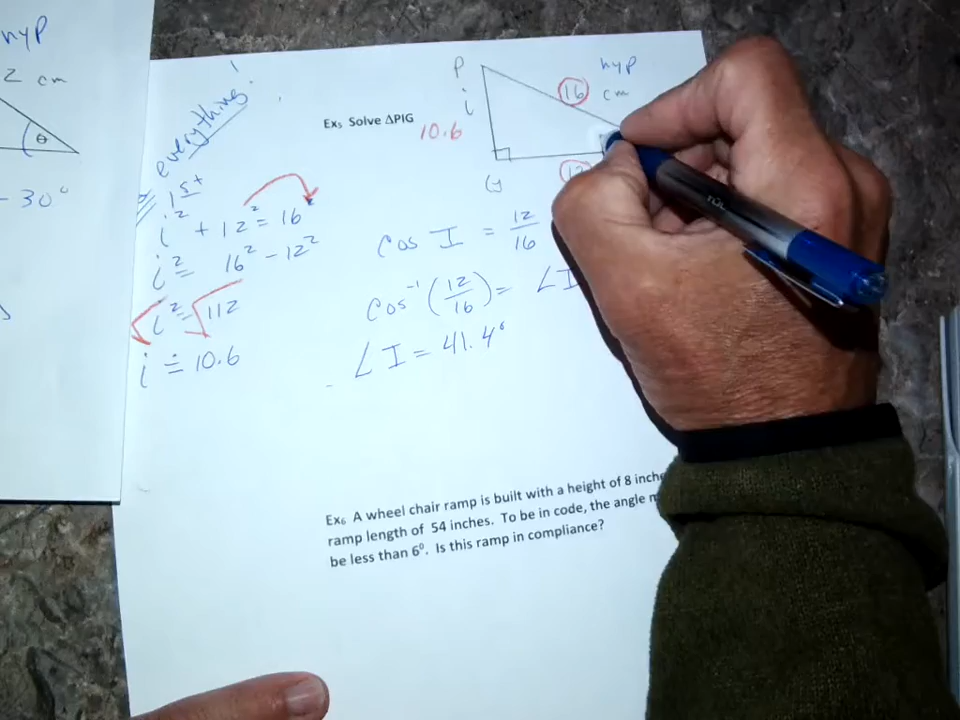 hyp
2 cm
θ
- 30°
everything
1st
i² + 12² = 16²
i² = 16² - 12²
√i² = √112
i ≐ 10.6
Ex₅ Solve ΔPIG
P
i
10.6
16
cm
hyp
12
cos I = 12/16
cos⁻¹(12/16) = ∠I
∠I = 41.4°
Ex₆ A wheel chair ramp is built with a height of 8 inche
ramp length of 54 inches. To be in code, the angle m
be less than 6⁰. Is this ramp in compliance?